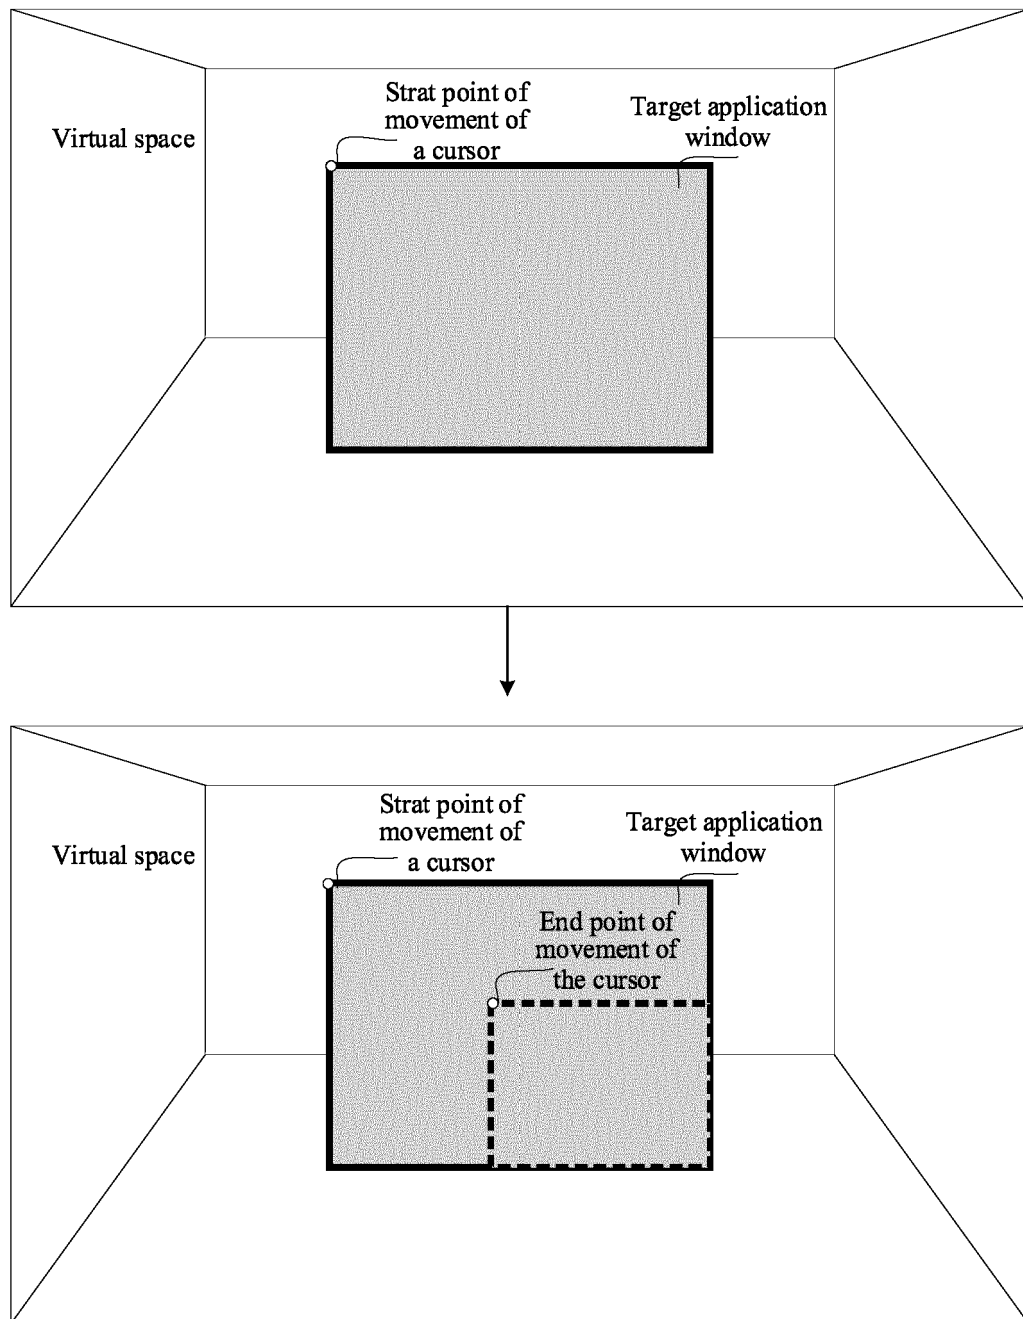 Strat point of
movement of
a cursor
Target application
window
Virtual space
Strat point of
movement of
a cursor
Target application
window
Virtual space
End point of
movement of
the cursor